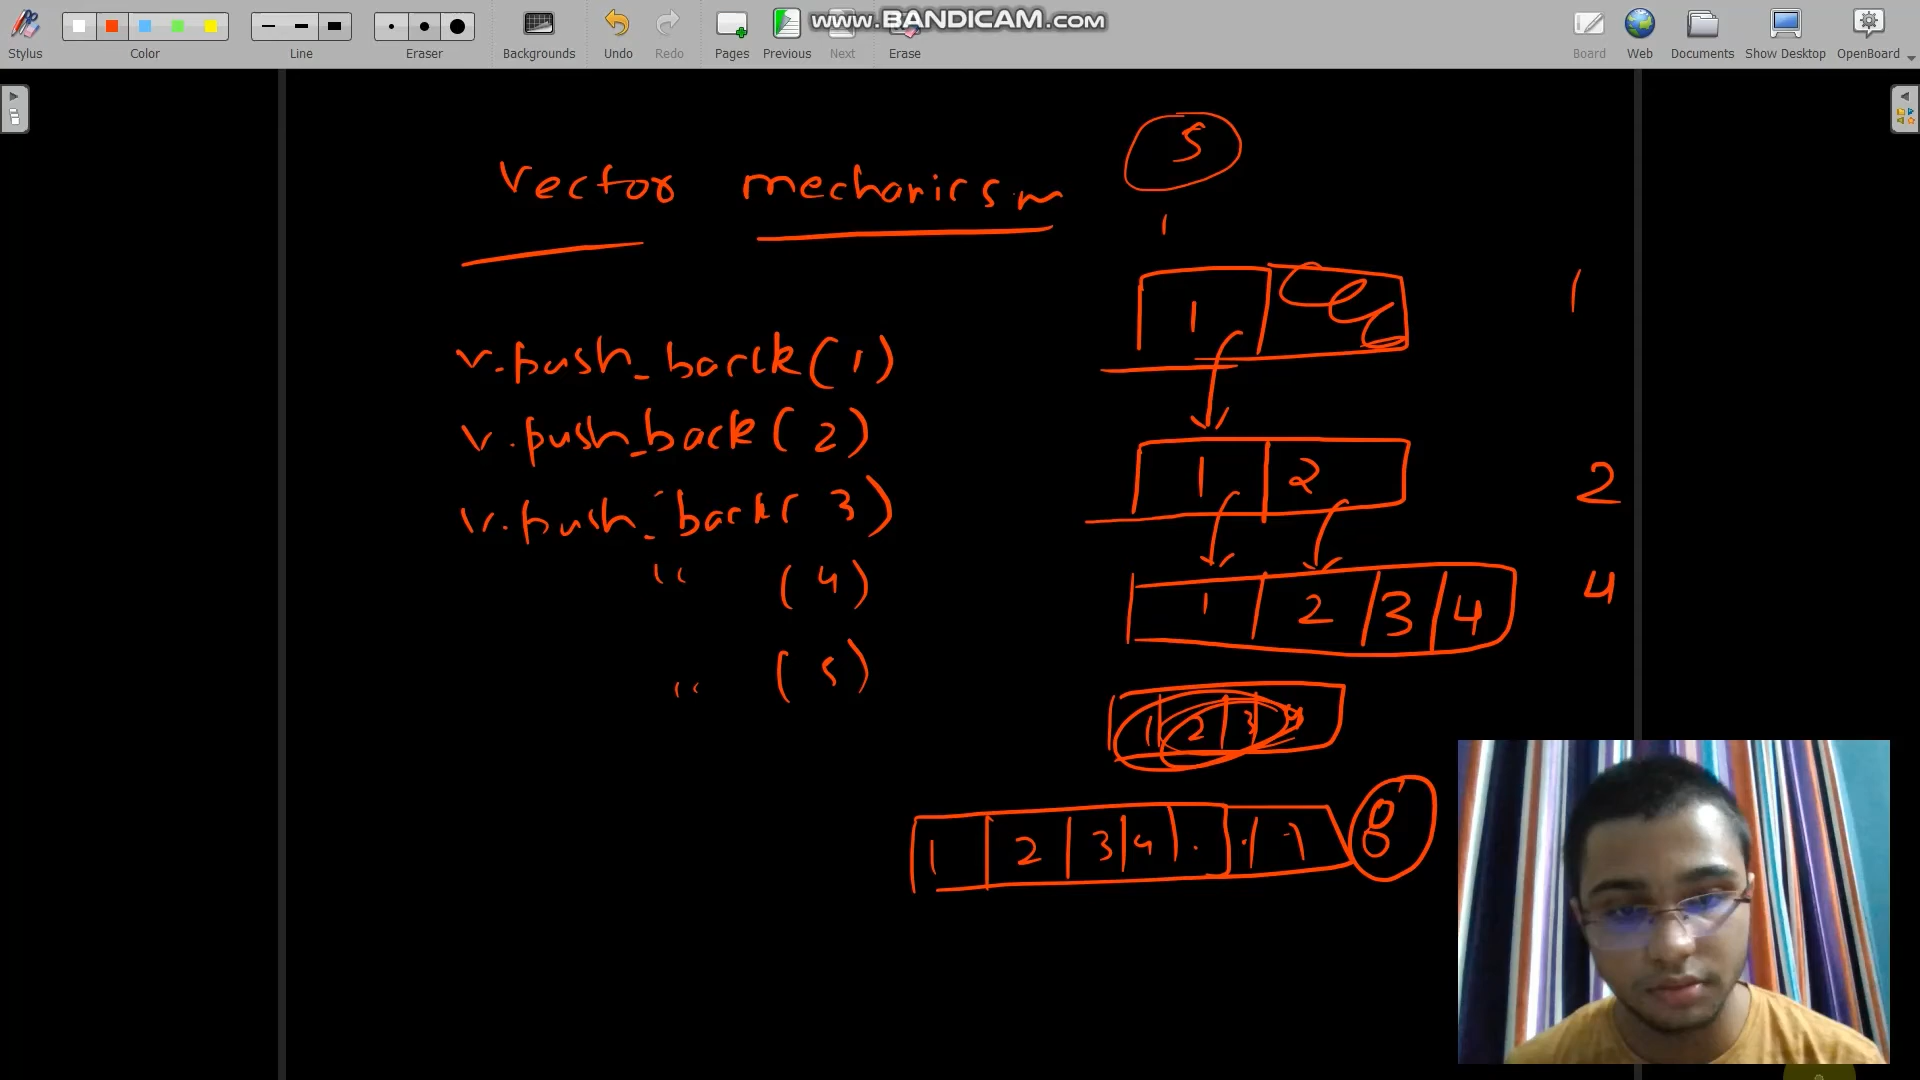 www.BANDICAM.com
Stylus Color Line Eraser Backgrounds Undo Redo Pages Previous Next Erase Board Web Documents Show Desktop OpenBoard
5
vector mechanicsm
1
v.push_back(1)
v.push_back(2)
v.push_back(3)
" (4)
" (5)
1 1
1 2 2
1 2 3 4 4
1 2 3 4
1 2 3 4 . . 8